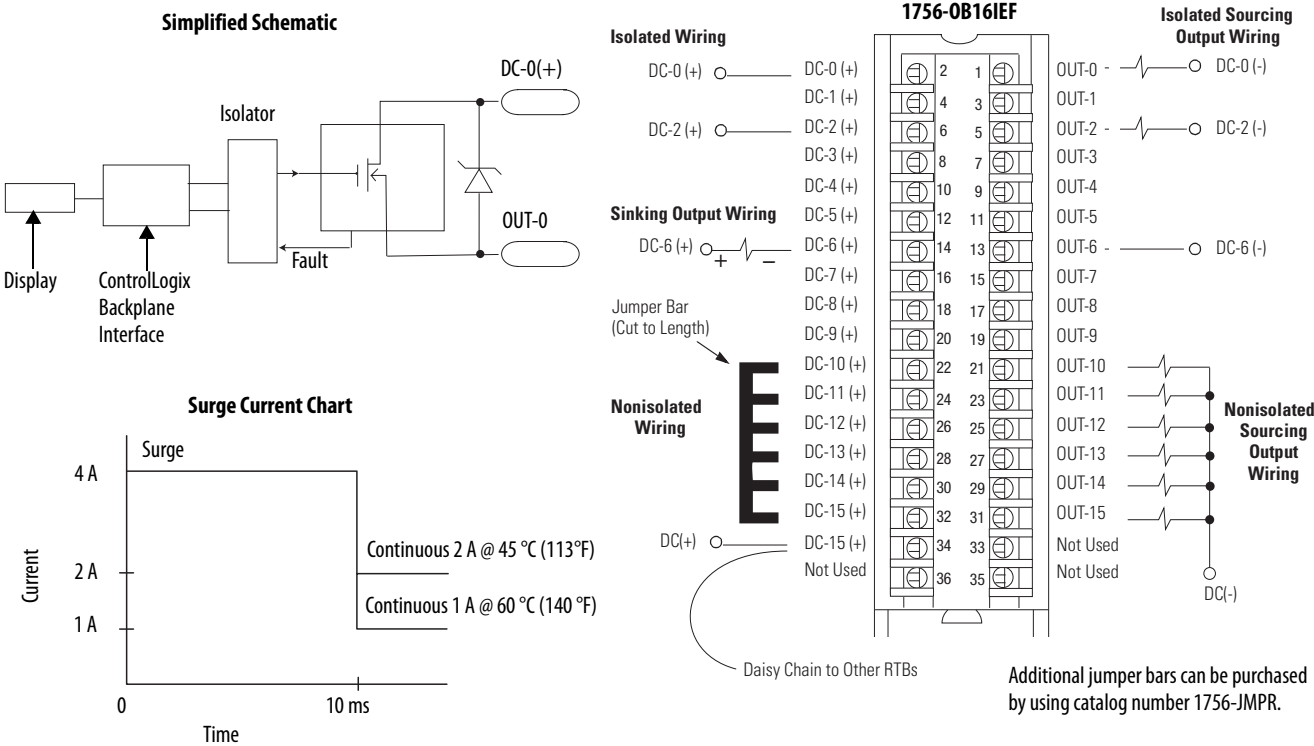 Simplified Schematic
DC-0(+)
Isolator
OUT-0
Fault
Display
ControlLogix
Backplane
Interface
Surge Current Chart
Surge
4 A
Continuous 2 A @ 45 °C (113°F)
2 A
Continuous 1 A @ 60 °C (140 °F)
1 A
Current
0
10 ms
Time
1756-OB16IEF
Isolated Wiring
Isolated Sourcing
Output Wiring
DC-0 (+) DC-0 (+) 2 1 OUT-0 DC-0 (-)
DC-1 (+) 4 3 OUT-1
DC-2 (+) DC-2 (+) 6 5 OUT-2 DC-2 (-)
DC-3 (+) 8 7 OUT-3
DC-4 (+) 10 9 OUT-4
Sinking Output Wiring
DC-5 (+) 12 11 OUT-5
DC-6 (+) + − DC-6 (+) 14 13 OUT-6 DC-6 (-)
DC-7 (+) 16 15 OUT-7
Jumper Bar
(Cut to Length)
DC-8 (+) 18 17 OUT-8
DC-9 (+) 20 19 OUT-9
DC-10 (+) 22 21 OUT-10
DC-11 (+) 24 23 OUT-11
Nonisolated
Wiring
DC-12 (+) 26 25 OUT-12
DC-13 (+) 28 27 OUT-13
DC-14 (+) 30 29 OUT-14
DC-15 (+) 32 31 OUT-15
Nonisolated
Sourcing
Output
Wiring
DC(+) DC-15 (+) 34 33 Not Used
Not Used 36 35 Not Used
DC(-)
Daisy Chain to Other RTBs
Additional jumper bars can be purchased
by using catalog number 1756-JMPR.